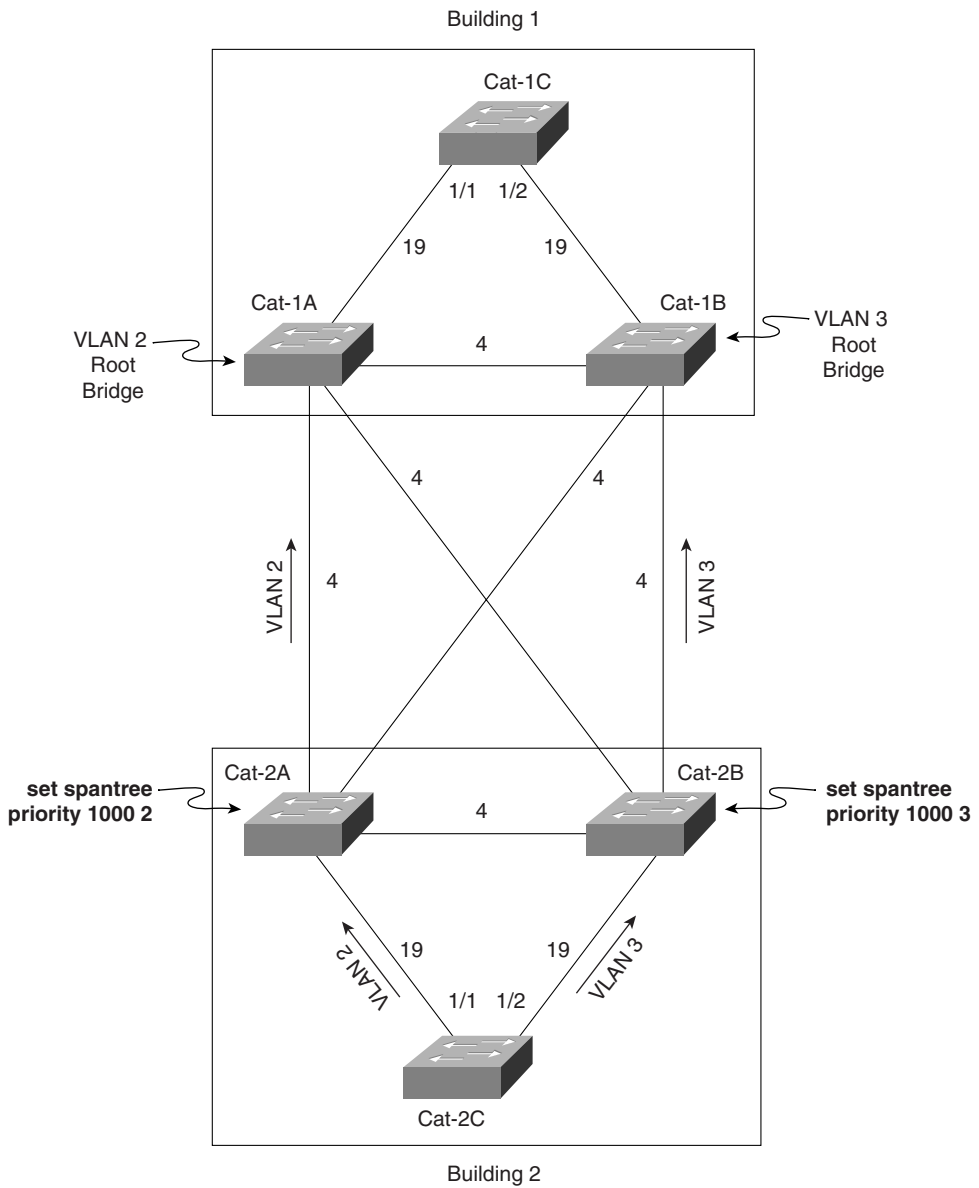 Building 1
Cat-1C
1/1 1/2
19 19
Cat-1A
Cat-1B
VLAN 2
Root
Bridge
4
VLAN 3
Root
Bridge
4 4
VLAN 2
4
4
VLAN 3
Cat-2A
Cat-2B
set spantree
priority 1000 2
4
set spantree
priority 1000 3
VLAN 2
19
19
VLAN 3
1/1 1/2
Cat-2C
Building 2